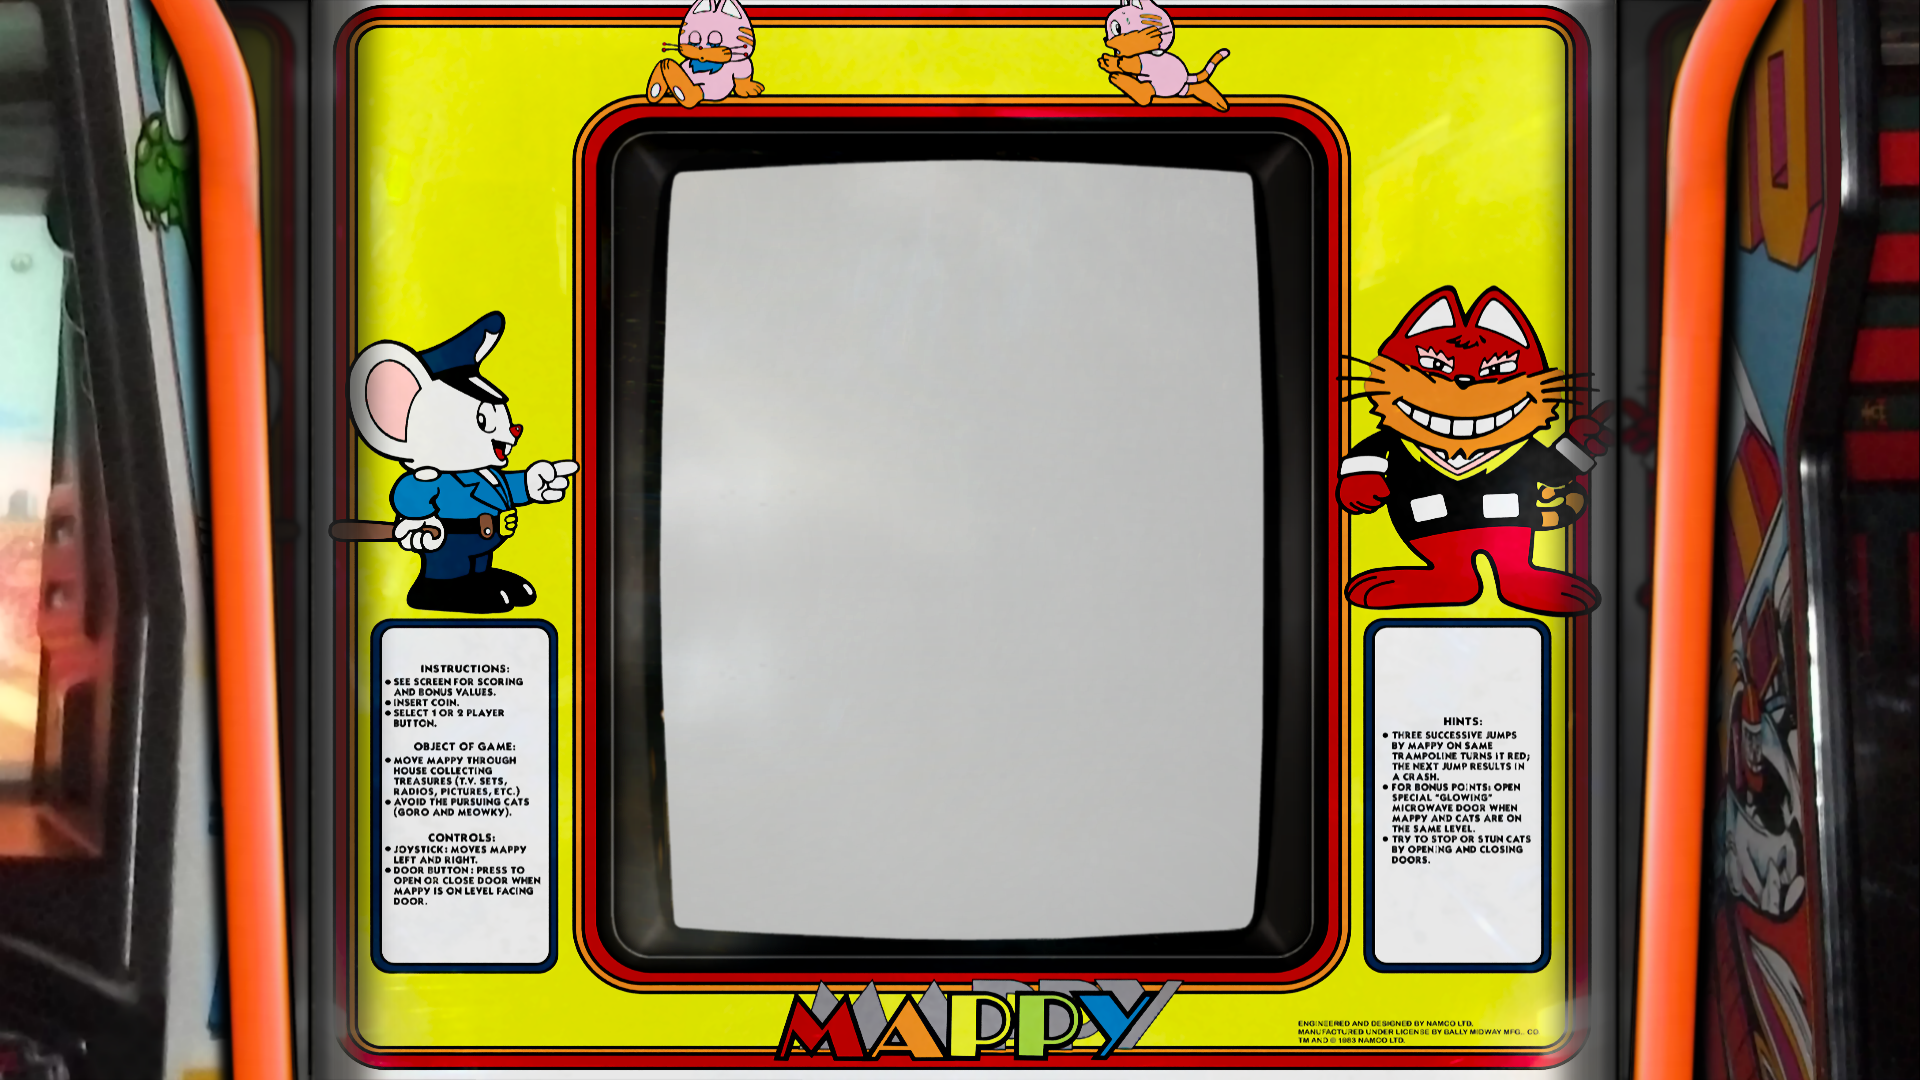 INSTRUCTIONS:
● SEE SCREEN FOR SCORING
AND BONUS VALUES.
● INSERT COIN.
● SELECT 1 OR 2 PLAYER
BUTTON.
OBJECT OF GAME:
● MOVE MAPPY THROUGH
HOUSE COLLECTING
TREASURES (T.V. SETS,
RADIOS, PICTURES, ETC.)
● AVOID THE PURSUING CATS
(GORO AND MEOWKY).
CONTROLS:
● JOYSTICK: MOVES MAPPY
LEFT AND RIGHT.
● DOOR BUTTON: PRESS TO
OPEN OR CLOSE DOOR WHEN
MAPPY IS ON LEVEL FACING
DOOR.
HINTS:
● THREE SUCCESSIVE JUMPS
BY MAPPY ON SAME
TRAMPOLINE TURNS IT RED;
THE NEXT JUMP RESULTS IN
A CRASH.
● FOR BONUS POINTS: OPEN
SPECIAL "GLOWING"
MICROWAVE DOOR WHEN
MAPPY AND CATS ARE ON
THE SAME LEVEL.
● TRY TO STOP OR STUN CATS
BY OPENING AND CLOSING
DOORS.
MAPPY
ENGINEERED AND DESIGNED BY NAMCO LTD.
MANUFACTURED UNDER LICENSE BY BALLY MIDWAY MFG., CO.
TM AND © 1983 NAMCO LTD.